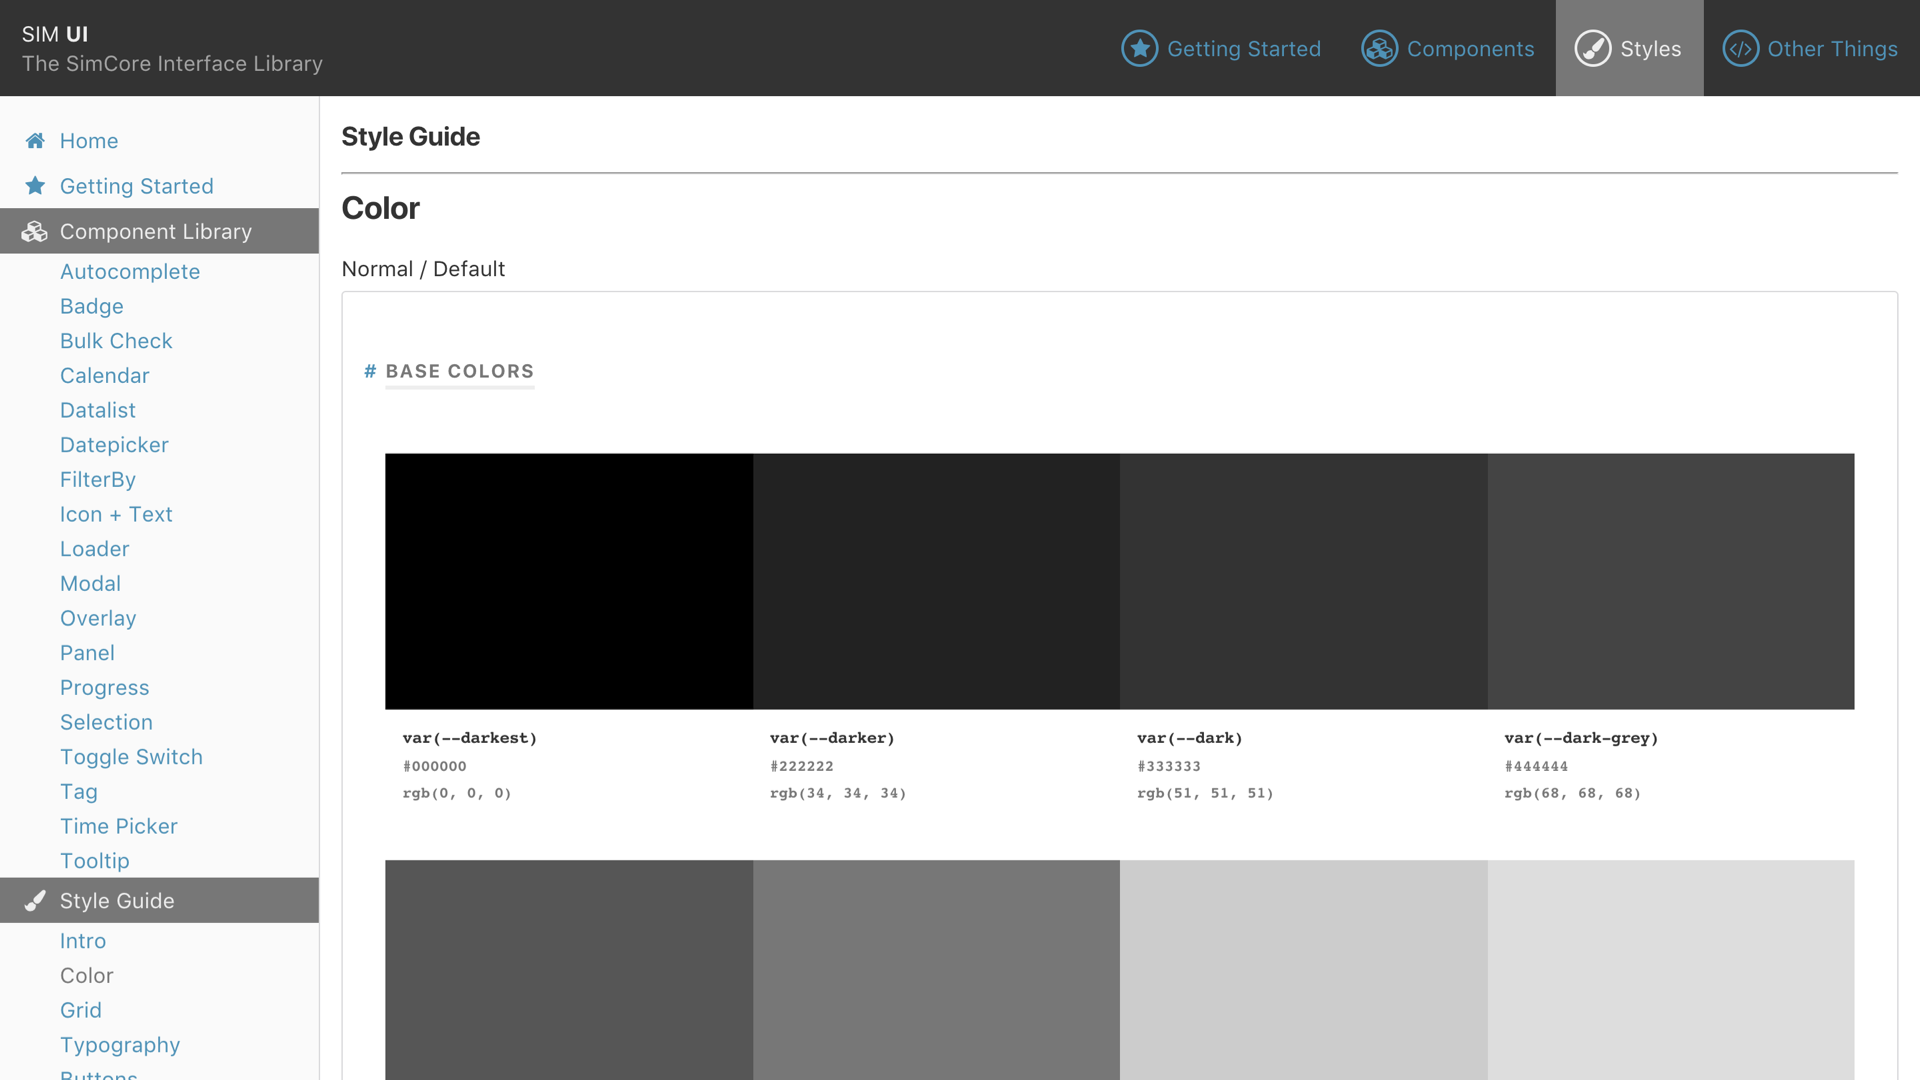 SIM UI
The SimCore Interface Library
Getting Started
Components
Styles
Other Things
Home
Getting Started
Component Library
Autocomplete
Badge
Bulk Check
Calendar
Datalist
Datepicker
FilterBy
Icon + Text
Loader
Modal
Overlay
Panel
Progress
Selection
Toggle Switch
Tag
Time Picker
Tooltip
Style Guide
Intro
Color
Grid
Typography
Buttons
Style Guide
Color
Normal / Default
# BASE COLORS
var(--darkest)
#000000
rgb(0, 0, 0)
var(--darker)
#222222
rgb(34, 34, 34)
var(--dark)
#333333
rgb(51, 51, 51)
var(--dark-grey)
#444444
rgb(68, 68, 68)